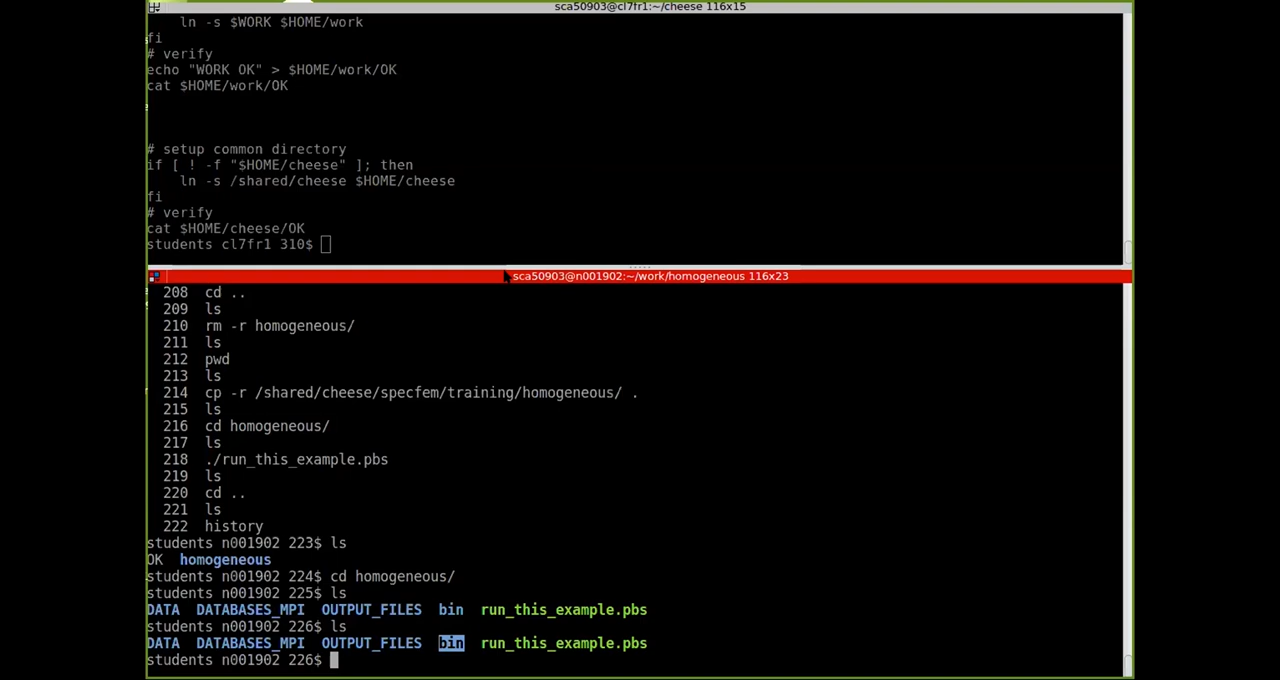 sca50903@cl7fr1:~/cheese 116x15
ln -s $WORK $HOME/work
fi
# verify
echo "WORK OK" > $HOME/work/OK
cat $HOME/work/OK
# setup common directory
if [ ! -f "$HOME/cheese" ]; then
ln -s /shared/cheese $HOME/cheese
fi
# verify
cat $HOME/cheese/OK
students cl7fr1 310$
sca50903@n001902:~/work/homogeneous 116x23
208 cd ..
209 ls
210 rm -r homogeneous/
211 ls
212 pwd
213 ls
214 cp -r /shared/cheese/specfem/training/homogeneous/ .
215 ls
216 cd homogeneous/
217 ls
218 ./run_this_example.pbs
219 ls
220 cd ..
221 ls
222 history
students n001902 223$ ls
OK homogeneous
students n001902 224$ cd homogeneous/
students n001902 225$ ls
DATA DATABASES_MPI OUTPUT_FILES bin run_this_example.pbs
students n001902 226$ ls
DATA DATABASES_MPI OUTPUT_FILES bin run_this_example.pbs
students n001902 226$